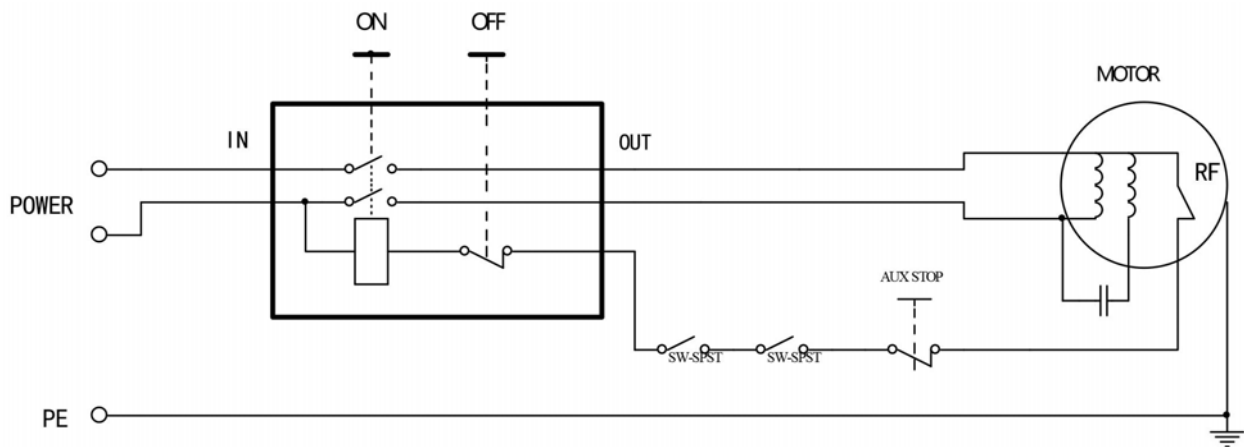 ON
OFF
MOTOR
IN
OUT
RF
POWER
AUX STOP
SW-SPST
SW-SPST
PE